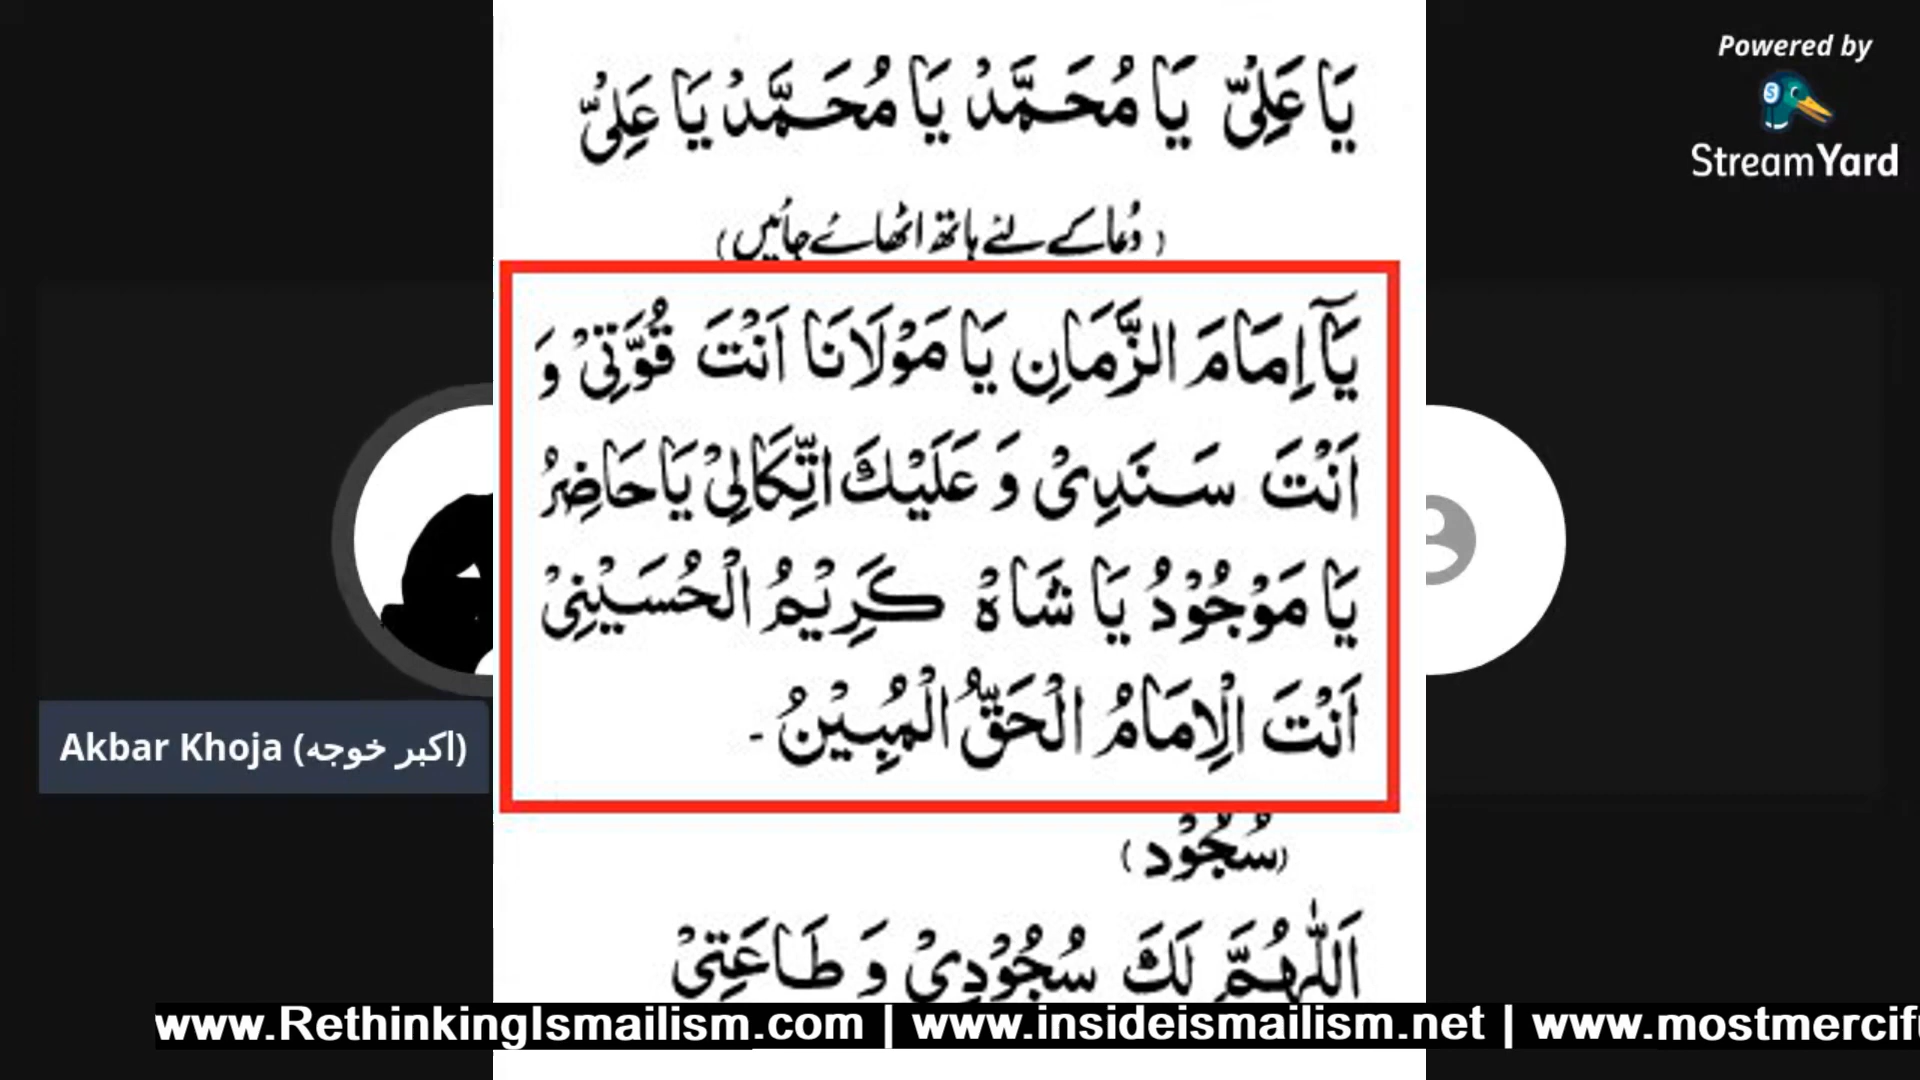 Powered by
StreamYard
يَا عَلِيُّ يَا مُحَمَّدُ يَا مُحَمَّدُ يَا عَلِيُّ
(دُعا کے لئے ہاتھ اٹھائے جائیں)
يَآ اِمَامَ الزَّمَانِ يَا مَوْلَانَا اَنْتَ قُوَّتِيْ وَ
اَنْتَ سَنَدِيْ وَ عَلَيْكَ اتِّكَالِيْ يَا حَاضِرُ
يَا مَوْجُوْدُ يَا شَاهْ كَرِيْمُ الْحُسَيْنِيْ
اَنْتَ الْاِمَامُ الْحَقُّ الْمُبِيْنُ -
Akbar Khoja (اکبر خوجه)
(سُجُوْد)
اَللّٰهُمَّ لَكَ سُجُوْدِيْ وَ طَاعَتِيْ
www.RethinkingIsmailism.com | www.insideismailism.net | www.mostmercifu